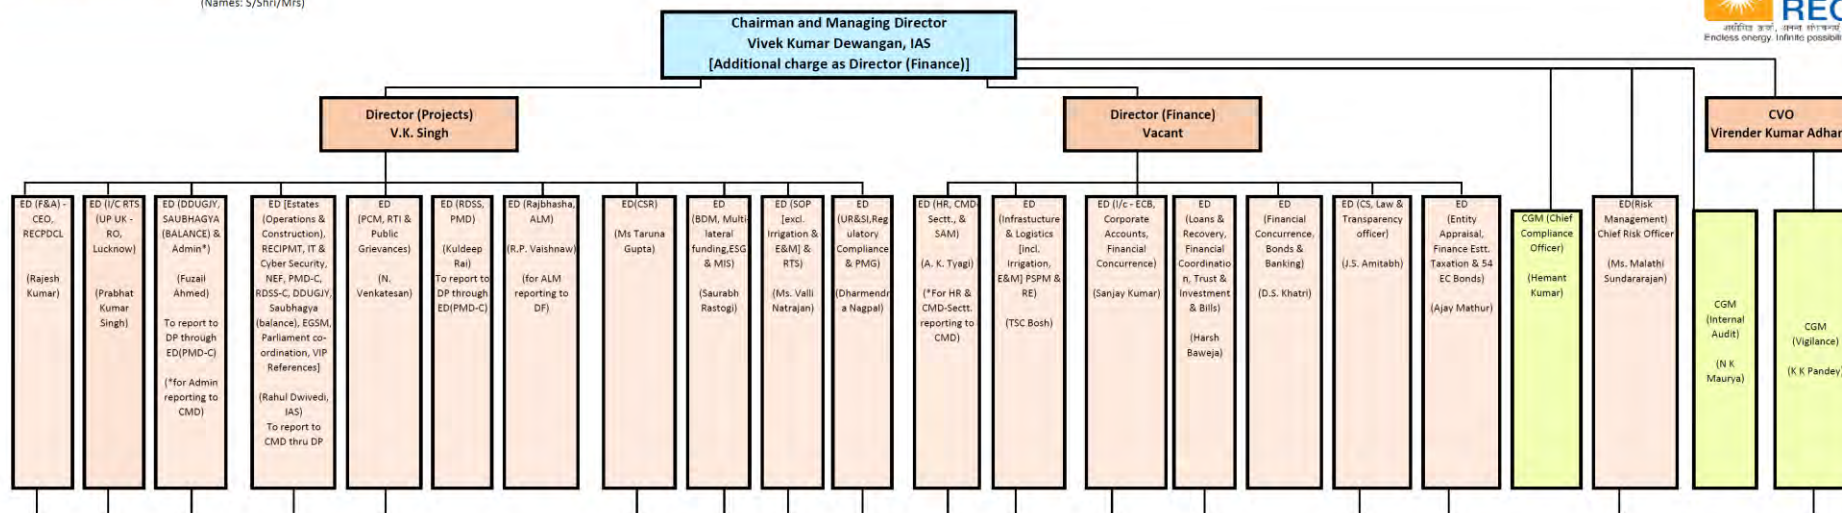 (Names: S/Shri/Mrs)
REC
Endless energy. Infinite possibili
Chairman and Managing Director
Vivek Kumar Dewangan, IAS
[Additional charge as Director (Finance)]
Director (Projects)
V.K. Singh
Director (Finance)
Vacant
CVO
Virender Kumar Adhar
ED (F&A) -
CEO,
RECPDCL
(Rajesh
Kumar)
ED (I/C RTS
(UP UK -
RO,
Lucknow)
(Prabhat
Kumar
Singh)
ED (DDUGJY,
SAUBHAGYA
(BALANCE) &
Admin*)
(Fuzail
Ahmed)
To report to
DP through
ED(PMD-C)
(*for Admin
reporting to
CMD)
ED [Estates
(Operations &
Construction),
RECIPMT, IT &
Cyber Security,
NEF, PMD-C,
RDSS-C, DDUGJY,
Saubhagya
(balance), EGSM,
Parliament co-
ordination, VIP
References]
(Rahul Dwivedi,
IAS)
To report to
CMD thru DP
ED
(PCM, RTI &
Public
Grievances)
(N.
Venkatesan)
ED (RDSS,
PMD)
(Kuldeep
Rai)
To report to
DP through
ED(PMD-C)
ED (Rajbhasha,
ALM)
(R.P. Vaishnaw)
(for ALM
reporting to
DF)
ED(CSR)
(Ms Taruna
Gupta)
ED
(BDM, Multi-
lateral
funding,ESG
& MIS)
(Saurabh
Rastogi)
ED (SOP
[excl.
Irrigation &
E&M] &
RTS)
(Ms. Valli
Natrajan)
ED
(UR&SI,Reg
ulatory
Compliance
& PMG)
(Dharmendr
a Nagpal)
ED (HR, CMD-
Sectt., &
SAM)
(A. K. Tyagi)
(*For HR &
CMD-Sectt.
reporting to
CMD)
ED
(Infrastucture
& Logistics
[incl.
Irrigation,
E&M] PSPM &
RE)
(TSC Bosh)
ED (I/c - ECB,
Corporate
Accounts,
Financial
Concurrence)
(Sanjay Kumar)
ED
(Loans &
Recovery,
Financial
Coordinatio
n, Trust &
Investment
& Bills)
(Harsh
Baweja)
ED
(Financial
Concurrence,
Bonds &
Banking)
(D.S. Khatri)
ED (CS, Law &
Transparency
officer)
(J.S. Amitabh)
ED
(Entity
Appraisal,
Finance Estt.
Taxation & 54
EC Bonds)
(Ajay Mathur)
CGM (Chief
Compliance
Officer)
(Hemant
Kumar)
ED(Risk
Management)
Chief Risk Officer
(Ms. Malathi
Sundararajan)
CGM
(Internal
Audit)
(N K
Maurya)
CGM
(Vigilance)
(K K Pandey)